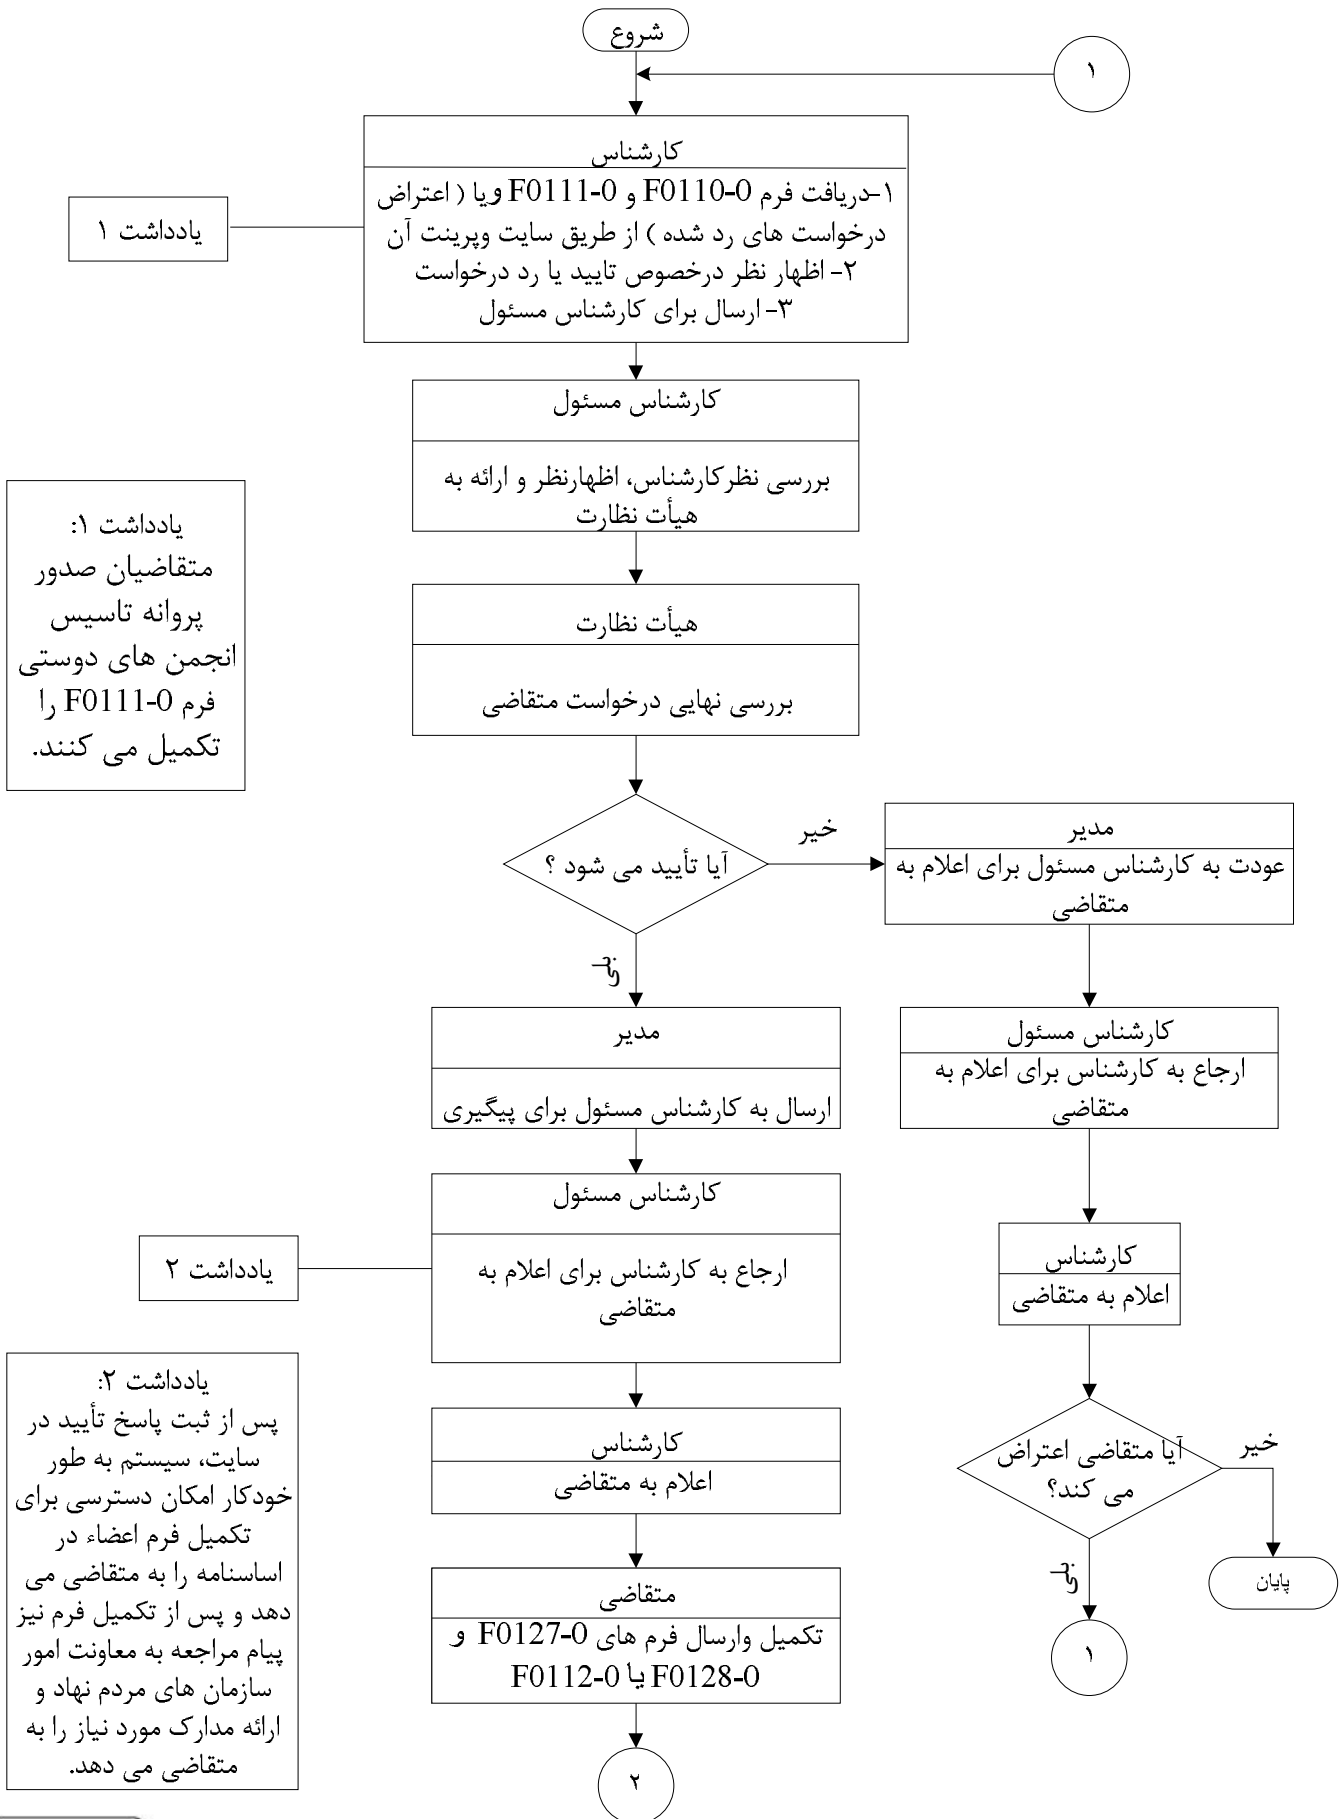 شروع
۱
کارشناس
۱-دریافت فرم F0110-0 و F0111-0 ویا ( اعتراض
درخواست های رد شده ) از طریق سایت وپرینت آن
۲- اظهار نظر درخصوص تایید یا رد درخواست
۳- ارسال برای کارشناس مسئول
یادداشت ۱
کارشناس مسئول
بررسی نظرکارشناس، اظهارنظر و ارائه به
هیأت نظارت
یادداشت ۱:
متقاضیان صدور
پروانه تاسیس
انجمن های دوستی
فرم F0111-0 را
تکمیل می کنند.
هیأت نظارت
بررسی نهایی درخواست متقاضی
آیا تأیید می شود ؟
خیر
مدیر
عودت به کارشناس مسئول برای اعلام به
متقاضی
بلی
مدیر
ارسال به کارشناس مسئول برای پیگیری
کارشناس مسئول
ارجاع به کارشناس برای اعلام به
متقاضی
کارشناس مسئول
ارجاع به کارشناس برای اعلام به
متقاضی
یادداشت ۲
کارشناس
اعلام به متقاضی
یادداشت ۲:
پس از ثبت پاسخ تأیید در
سایت، سیستم به طور
خودکار امکان دسترسی برای
تکمیل فرم اعضاء در
اساسنامه را به متقاضی می
دهد و پس از تکمیل فرم نیز
پیام مراجعه به معاونت امور
سازمان های مردم نهاد و
ارائه مدارک مورد نیاز را به
متقاضی می دهد.
کارشناس
اعلام به متقاضی
آیا متقاضی اعتراض
می کند؟
خیر
پایان
بلی
۱
متقاضی
تکمیل وارسال فرم های F0127-0 و
F0128-0 یا F0112-0
۲